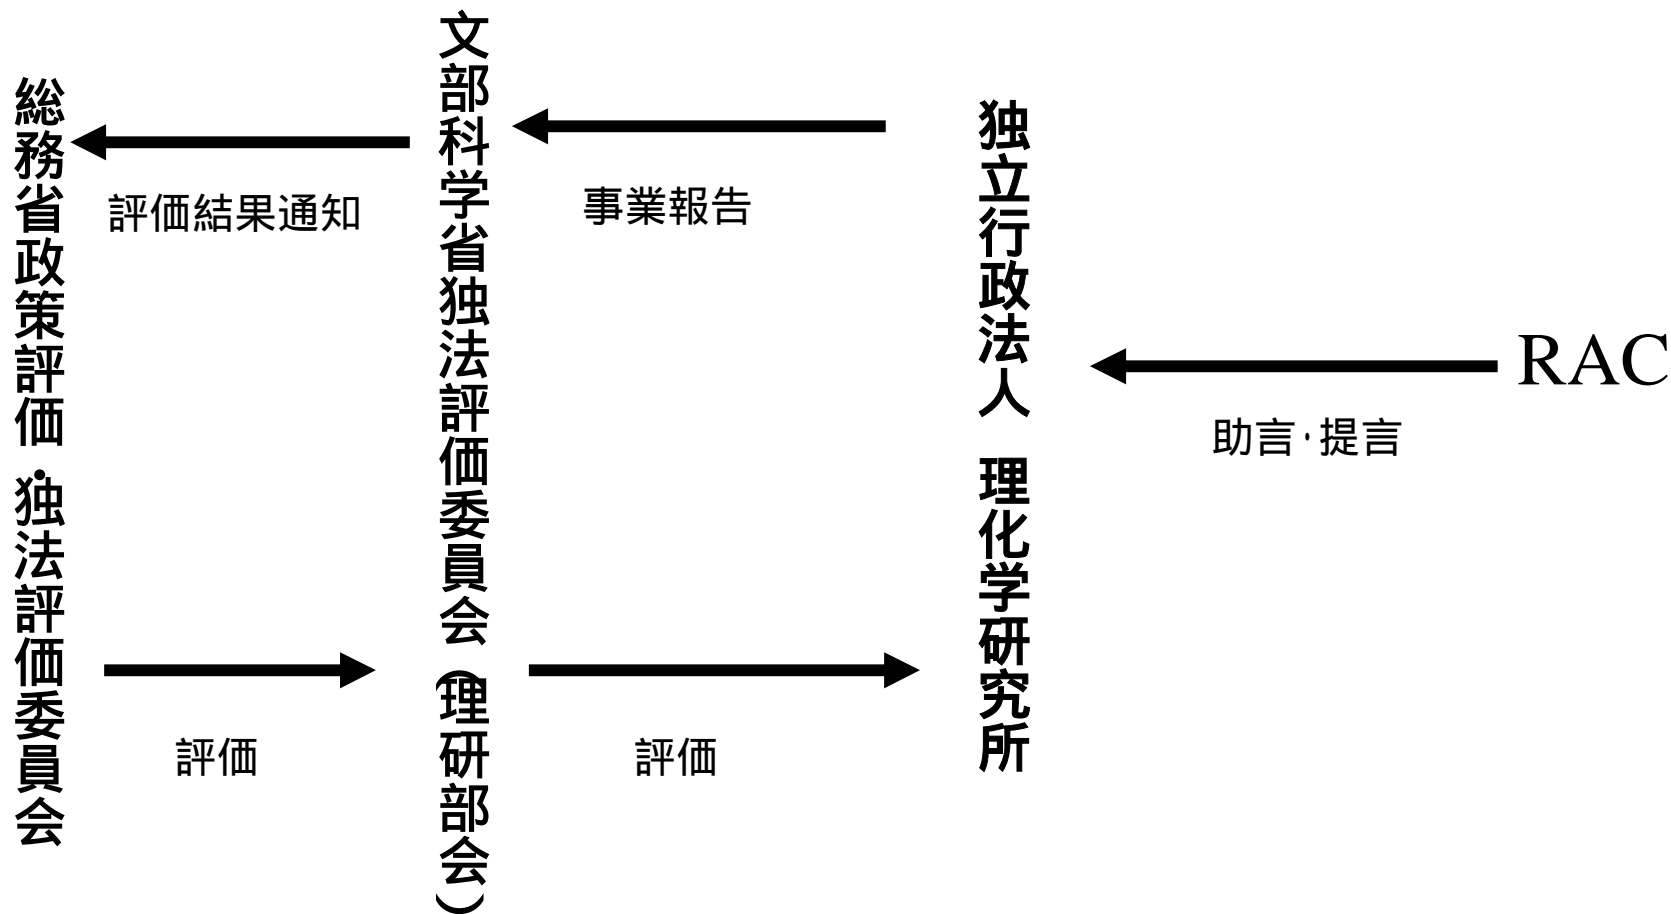 総務省政策評価・独法評価委員会
評価結果通知
評価
文部科学省独法評価委員会（理研部会）
事業報告
評価
独立行政法人 理化学研究所
助言・提言
RAC